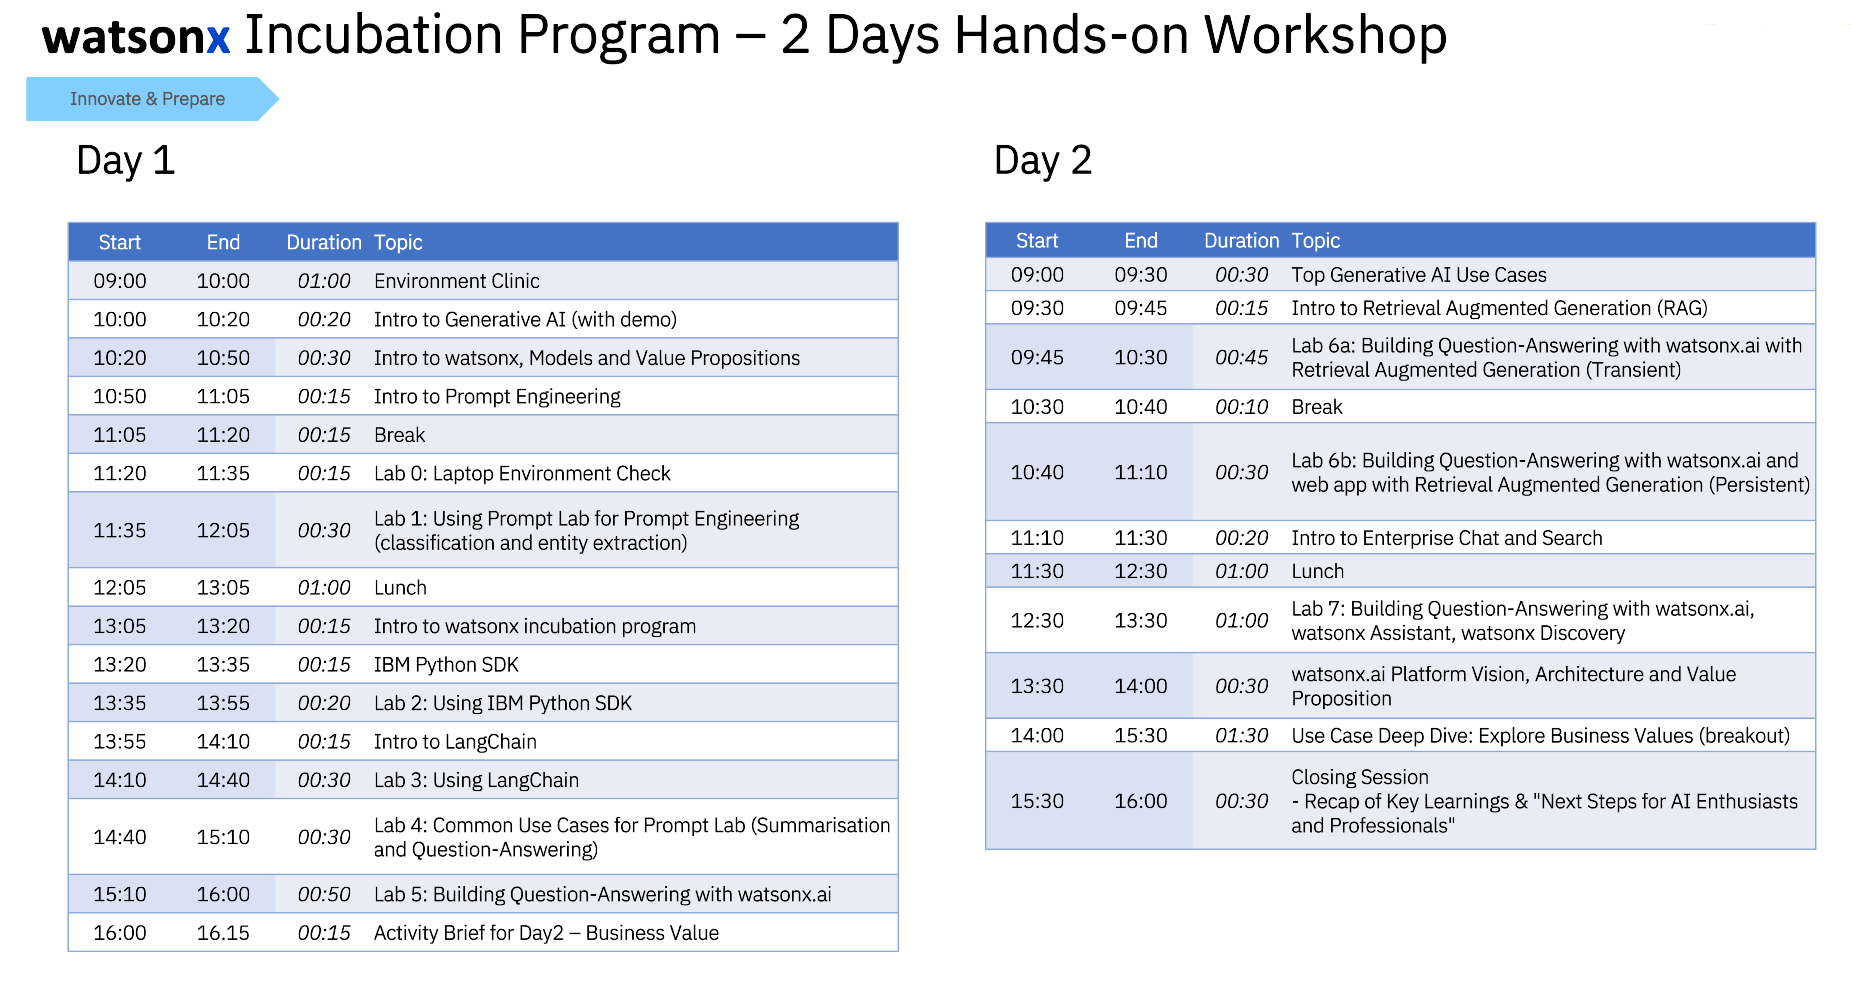 watsonx Incubation Program – 2 Days Hands-on Workshop
Innovate & Prepare
Day 1
Start End Duration Topic
09:00 10:00 01:00 Environment Clinic
10:00 10:20 00:20 Intro to Generative AI (with demo)
10:20 10:50 00:30 Intro to watsonx, Models and Value Propositions
10:50 11:05 00:15 Intro to Prompt Engineering
11:05 11:20 00:15 Break
11:20 11:35 00:15 Lab 0: Laptop Environment Check
11:35 12:05 00:30 Lab 1: Using Prompt Lab for Prompt Engineering
(classification and entity extraction)
12:05 13:05 01:00 Lunch
13:05 13:20 00:15 Intro to watsonx incubation program
13:20 13:35 00:15 IBM Python SDK
13:35 13:55 00:20 Lab 2: Using IBM Python SDK
13:55 14:10 00:15 Intro to LangChain
14:10 14:40 00:30 Lab 3: Using LangChain
14:40 15:10 00:30 Lab 4: Common Use Cases for Prompt Lab (Summarisation
and Question-Answering)
15:10 16:00 00:50 Lab 5: Building Question-Answering with watsonx.ai
16:00 16.15 00:15 Activity Brief for Day2 – Business Value
Day 2
Start End Duration Topic
09:00 09:30 00:30 Top Generative AI Use Cases
09:30 09:45 00:15 Intro to Retrieval Augmented Generation (RAG)
09:45 10:30 00:45 Lab 6a: Building Question-Answering with watsonx.ai with
Retrieval Augmented Generation (Transient)
10:30 10:40 00:10 Break
10:40 11:10 00:30 Lab 6b: Building Question-Answering with watsonx.ai and
web app with Retrieval Augmented Generation (Persistent)
11:10 11:30 00:20 Intro to Enterprise Chat and Search
11:30 12:30 01:00 Lunch
12:30 13:30 01:00 Lab 7: Building Question-Answering with watsonx.ai,
watsonx Assistant, watsonx Discovery
13:30 14:00 00:30 watsonx.ai Platform Vision, Architecture and Value
Proposition
14:00 15:30 01:30 Use Case Deep Dive: Explore Business Values (breakout)
15:30 16:00 00:30 Closing Session
- Recap of Key Learnings & "Next Steps for AI Enthusiasts
and Professionals"